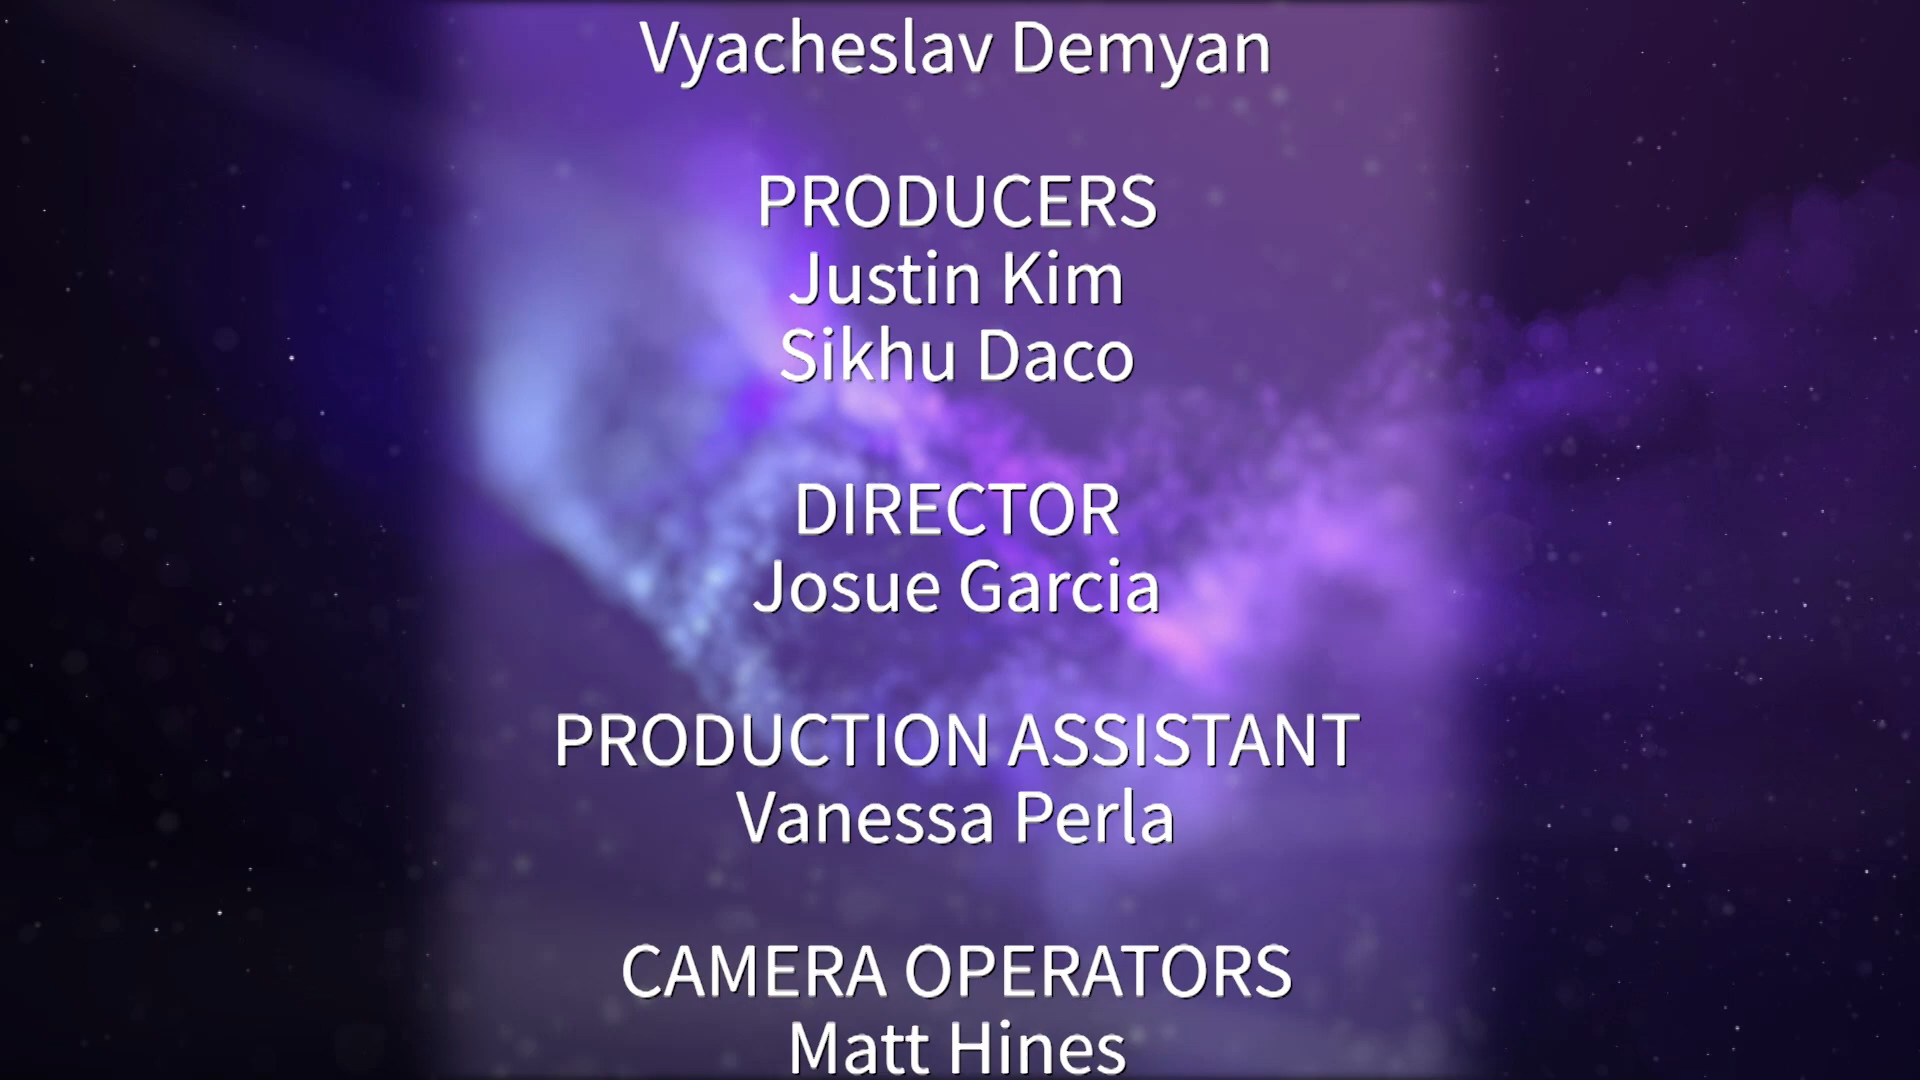 Vyacheslav Demyan
PRODUCERS
Justin Kim
Sikhu Daco
DIRECTOR
Josue Garcia
PRODUCTION ASSISTANT
Vanessa Perla
CAMERA OPERATORS
Matt Hines